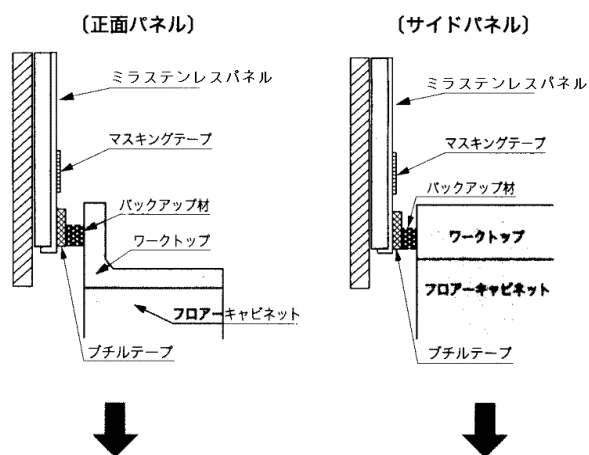 〔正面パネル〕
ミラステンレスパネル
マスキングテープ
バックアップ材
ワークトップ
フロアーキャビネット
ブチルテープ
〔サイドパネル〕
ミラステンレスパネル
マスキングテープ
バックアップ材
ワークトップ
フロアーキャビネット
ブチルテープ